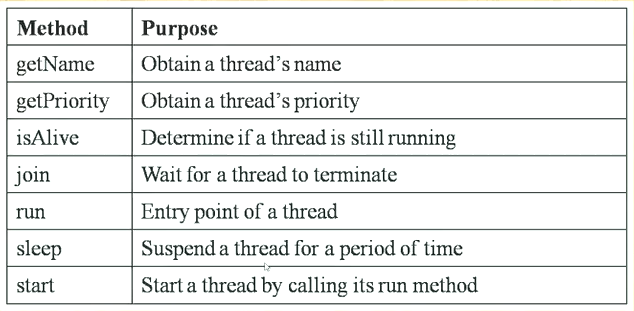 Method Purpose
getName Obtain a thread's name
getPriority Obtain a thread's priority
isAlive Determine if a thread is still running
join Wait for a thread to terminate
run Entry point of a thread
sleep Suspend a thread for a period of time
start Start a thread by calling its run method